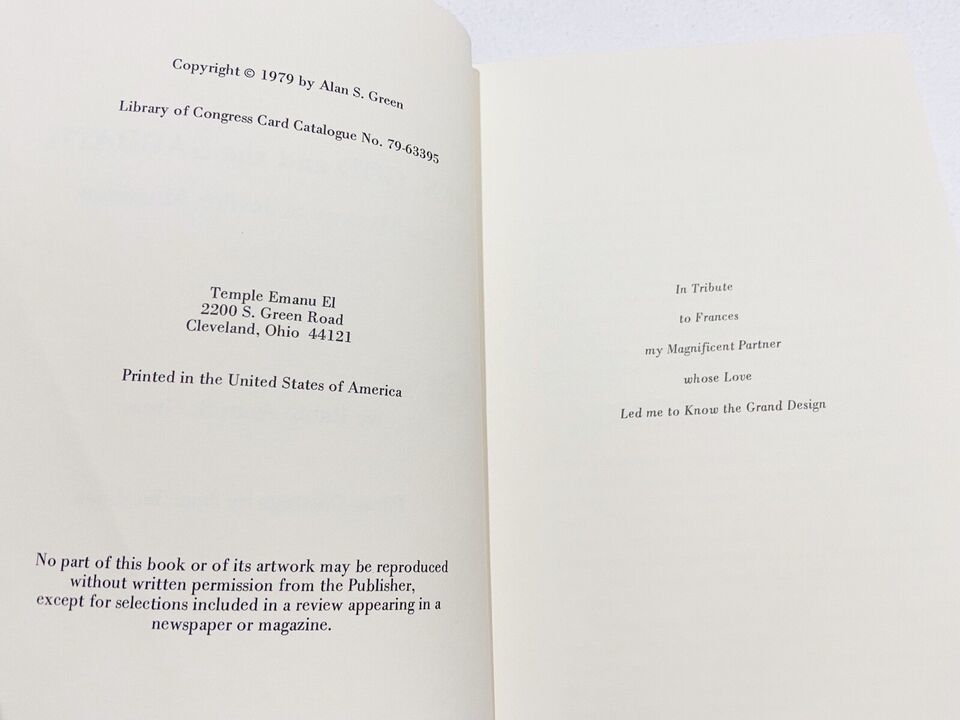 Copyright © 1979 by Alan S. Green
Library of Congress Card Catalogue No. 79-63395
Temple Emanu El
2200 S. Green Road
Cleveland, Ohio 44121
Printed in the United States of America
No part of this book or of its artwork may be reproduced
without written permission from the Publisher,
except for selections included in a review appearing in a
newspaper or magazine.
In Tribute
to Frances
my Magnificent Partner
whose Love
Led me to Know the Grand Design